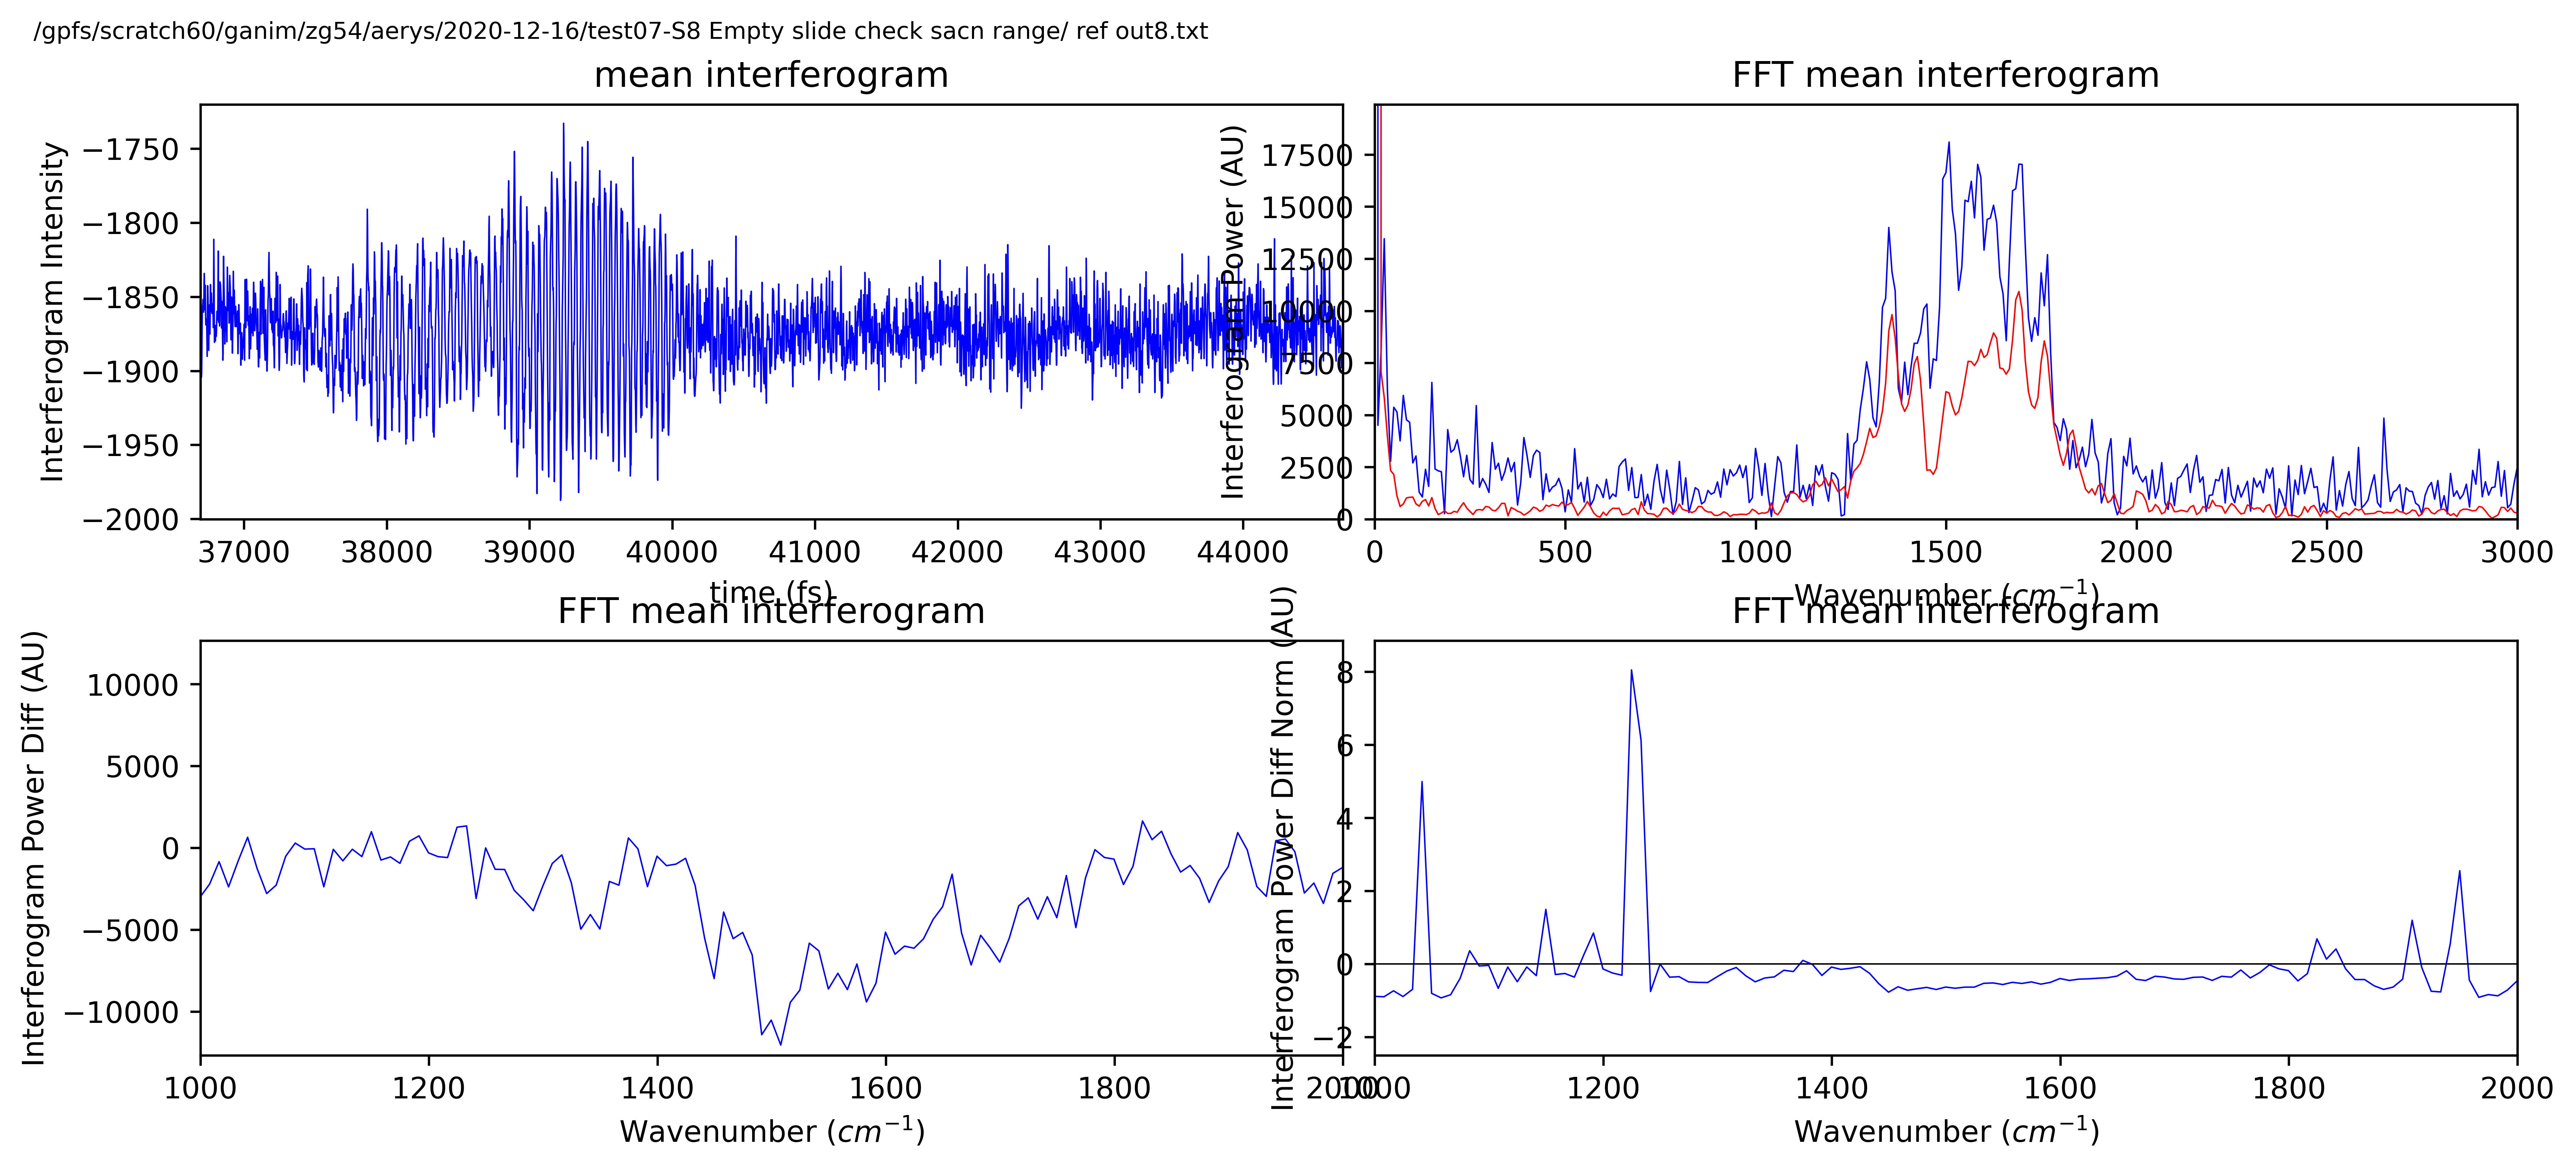 /gpfs/scratch60/ganim/zg54/aerys/2020-12-16/test07-S8 Empty slide check sacn range/ ref out8.txt
mean interferogram
Interferogram Intensity
−1750
−1800
−1850
−1900
−1950
−2000
37000 38000 39000 40000 41000 42000 43000 44000
time (fs)
FFT mean interferogram
Interferogram Power (AU)
17500
15000
12500
10000
7500
5000
2500
0
0 500 1000 1500 2000 2500 3000
Wavenumber (cm⁻¹)
FFT mean interferogram
Interferogram Power Diff (AU)
10000
5000
0
−5000
−10000
1000 1200 1400 1600 1800 2000
Wavenumber (cm⁻¹)
FFT mean interferogram
Interferogram Power Diff Norm (AU)
8
6
4
2
0
−2
1000 1200 1400 1600 1800 2000
Wavenumber (cm⁻¹)